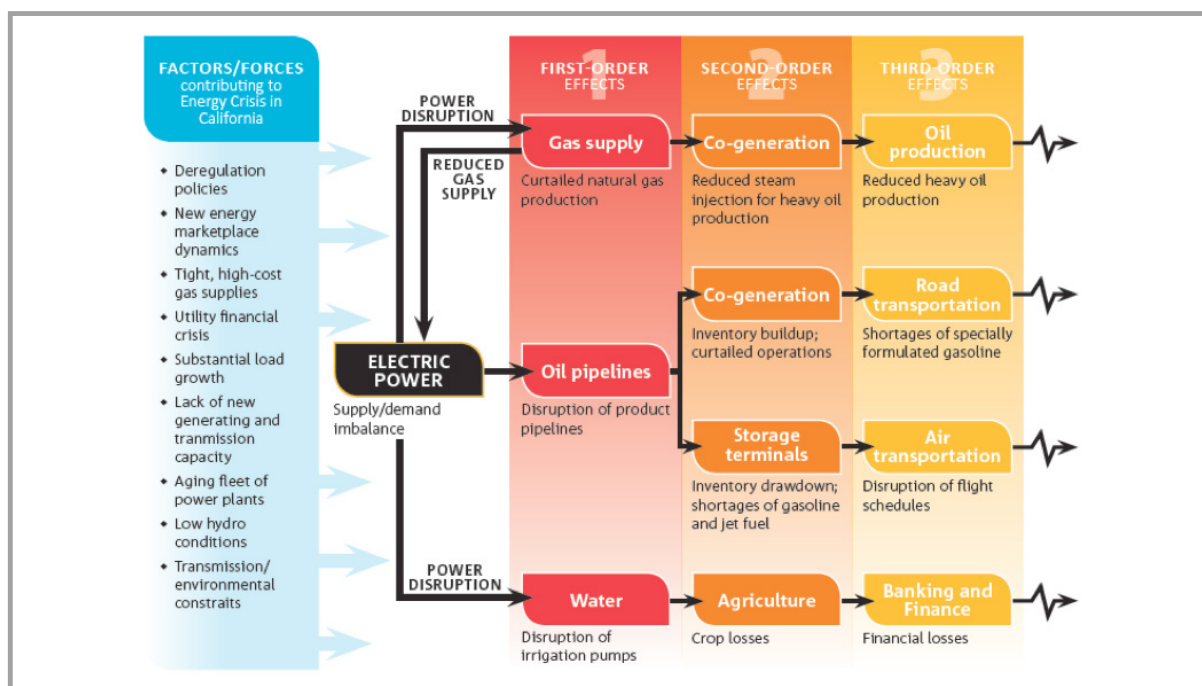 FACTORS/FORCES
contributing to
Energy Crisis in
California
Deregulation
policies
New energy
marketplace
dynamics
Tight, high-cost
gas supplies
Utility financial
crisis
Substantial load
growth
Lack of new
generating and
tranmission
capacity
Aging fleet of
power plants
Low hydro
conditions
Transmission/
environmental
constraits
POWER
DISRUPTION
REDUCED
GAS
SUPPLY
ELECTRIC
POWER
Supply/demand
imbalance
POWER
DISRUPTION
1
FIRST-ORDER
EFFECTS
Gas supply
Curtailed natural gas
production
Oil pipelines
Disruption of product
pipelines
Water
Disruption of
irrigation pumps
2
SECOND-ORDER
EFFECTS
Co-generation
Reduced steam
injection for heavy oil
production
Co-generation
Inventory buildup;
curtailed operations
Storage
terminals
Inventory drawdown;
shortages of gasoline
and jet fuel
Agriculture
Crop losses
3
THIRD-ORDER
EFFECTS
Oil
production
Reduced heavy oil
production
Road
transportation
Shortages of specially
formulated gasoline
Air
transportation
Disruption of flight
schedules
Banking and
Finance
Financial losses